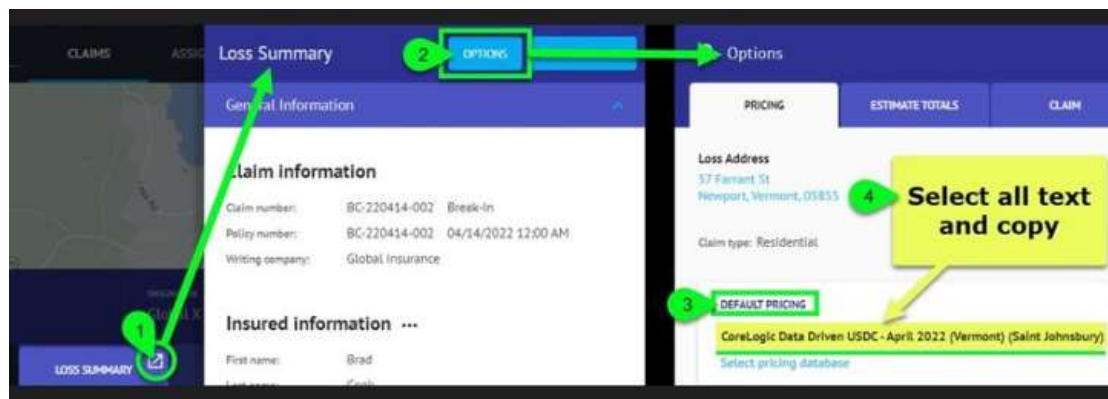 CLAIMS
ASSIG
LOSS SUMMARY
1
Loss Summary
2
OPTIONS
General Information
Claim information
Claim number: BC-220414-002 Break-In
Policy number: BC-220414-002 04/14/2022 12:00 AM
Writing company: Global Insurance
Insured information ...
First name: Brad
Options
PRICING
ESTIMATE TOTALS
CLAIM
Loss Address
57 Farrant St
Newport, Vermont, 05855
4
Select all text
and copy
Claim type: Residential
3
DEFAULT PRICING
CoreLogic Data Driven USDC - April 2022 (Vermont) (Saint Johnsbury)
Select pricing database